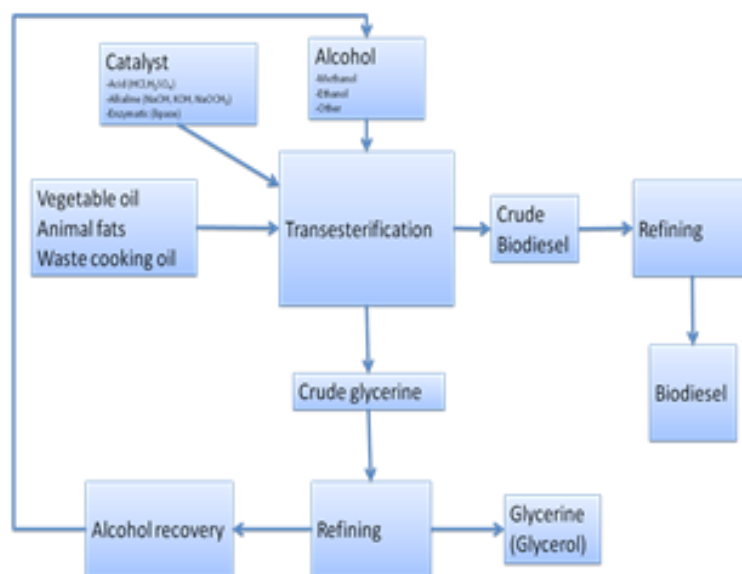 Catalyst
-Acid (HCl,H₂SO₄)
-Alkaline (NaOH, KOH, NaOCH₃)
-Enzymatic (lipase)
Alcohol
-Methanol
-Ethanol
-Other
Vegetable oil
Animal fats
Waste cooking oil
Transesterification
Crude
Biodiesel
Refining
Biodiesel
Crude glycerine
Alcohol recovery
Refining
Glycerine
(Glycerol)